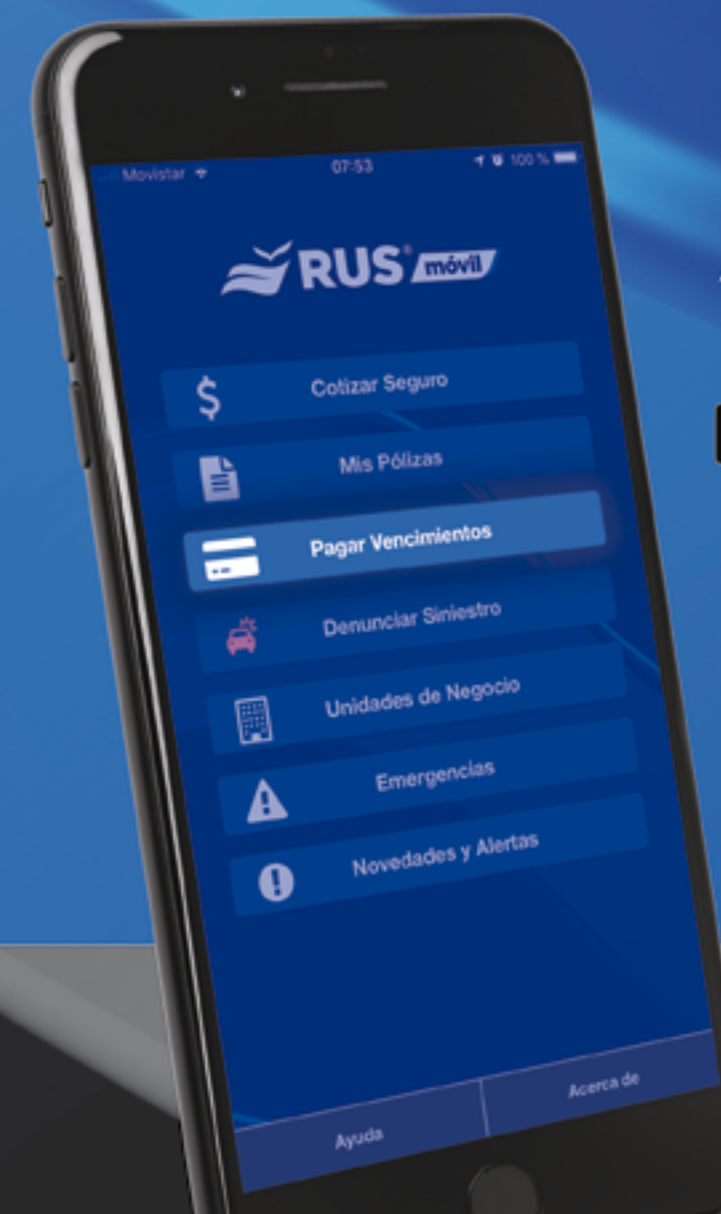 Movistar 07:53 100 %
RUS® móvil
Cotizar Seguro
Mis Pólizas
Pagar Vencimientos
Denunciar Siniestro
Unidades de Negocio
Emergencias
Novedades y Alertas
Ayuda Acerca de